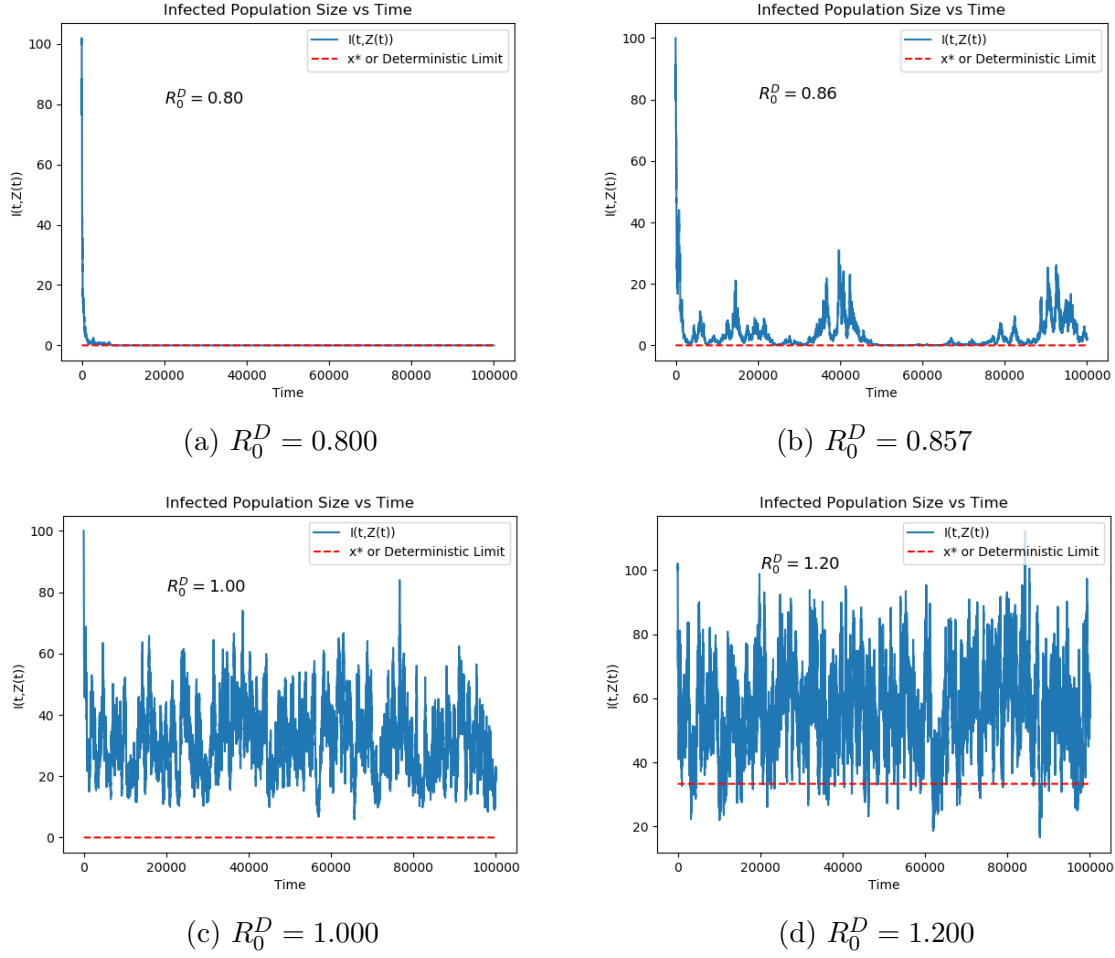 Infected Population Size vs Time
I(t,Z(t))
x* or Deterministic Limit
R_0^D = 0.80
100
80
60
40
20
0
I(t,Z(t))
0 20000 40000 60000 80000 100000
Time
(a) R_0^D = 0.800
Infected Population Size vs Time
I(t,Z(t))
x* or Deterministic Limit
R_0^D = 0.86
100
80
60
40
20
0
I(t,Z(t))
0 20000 40000 60000 80000 100000
Time
(b) R_0^D = 0.857
Infected Population Size vs Time
I(t,Z(t))
x* or Deterministic Limit
R_0^D = 1.00
100
80
60
40
20
0
I(t,Z(t))
0 20000 40000 60000 80000 100000
Time
(c) R_0^D = 1.000
Infected Population Size vs Time
I(t,Z(t))
x* or Deterministic Limit
R_0^D = 1.20
100
80
60
40
20
I(t,Z(t))
0 20000 40000 60000 80000 100000
Time
(d) R_0^D = 1.200